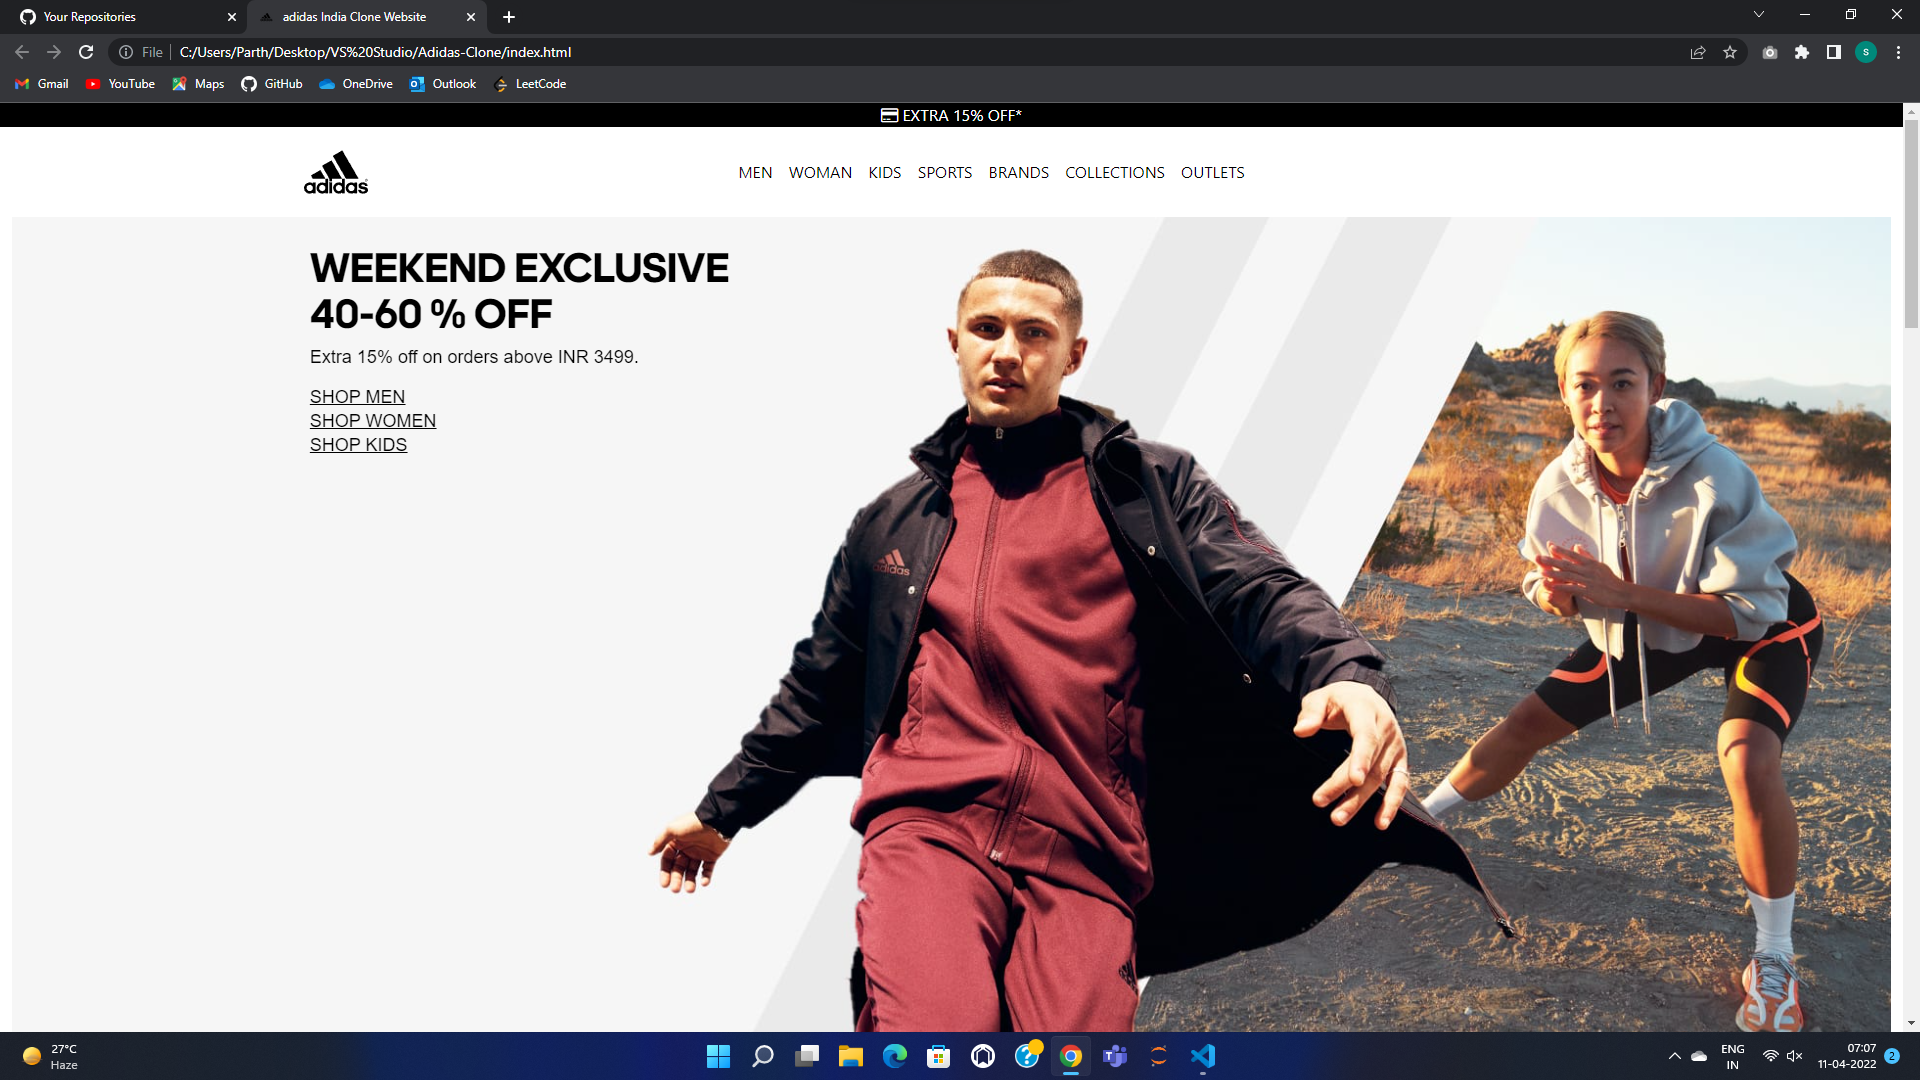 Your Repositories
adidas India Clone Website
File
C:/Users/Parth/Desktop/VS%20Studio/Adidas-Clone/index.html
S
Gmail
YouTube
Maps
GitHub
OneDrive
Outlook
LeetCode
EXTRA 15% OFF*
adidas
MEN
WOMAN
KIDS
SPORTS
BRANDS
COLLECTIONS
OUTLETS
WEEKEND EXCLUSIVE
40-60 % OFF
Extra 15% off on orders above INR 3499.
SHOP MEN
SHOP WOMEN
SHOP KIDS
adidas
27°C
Haze
ENG
IN
07:07
11-04-2022
2